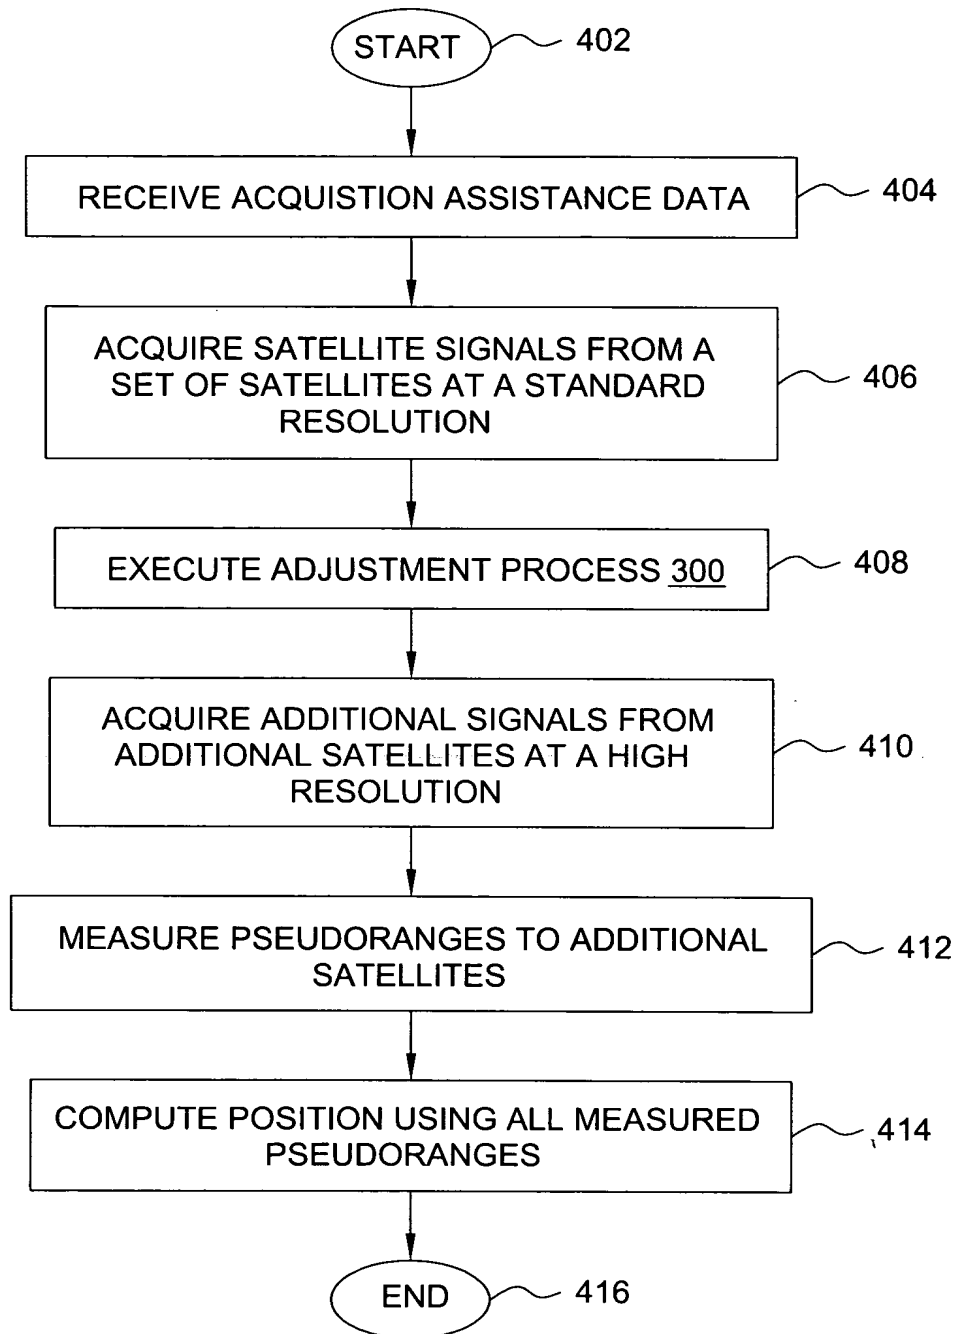 START
402
RECEIVE ACQUISTION ASSISTANCE DATA
404
ACQUIRE SATELLITE SIGNALS FROM A
SET OF SATELLITES AT A STANDARD
RESOLUTION
406
EXECUTE ADJUSTMENT PROCESS 300
408
ACQUIRE ADDITIONAL SIGNALS FROM
ADDITIONAL SATELLITES AT A HIGH
RESOLUTION
410
MEASURE PSEUDORANGES TO ADDITIONAL
SATELLITES
412
COMPUTE POSITION USING ALL MEASURED
PSEUDORANGES
414
END
416